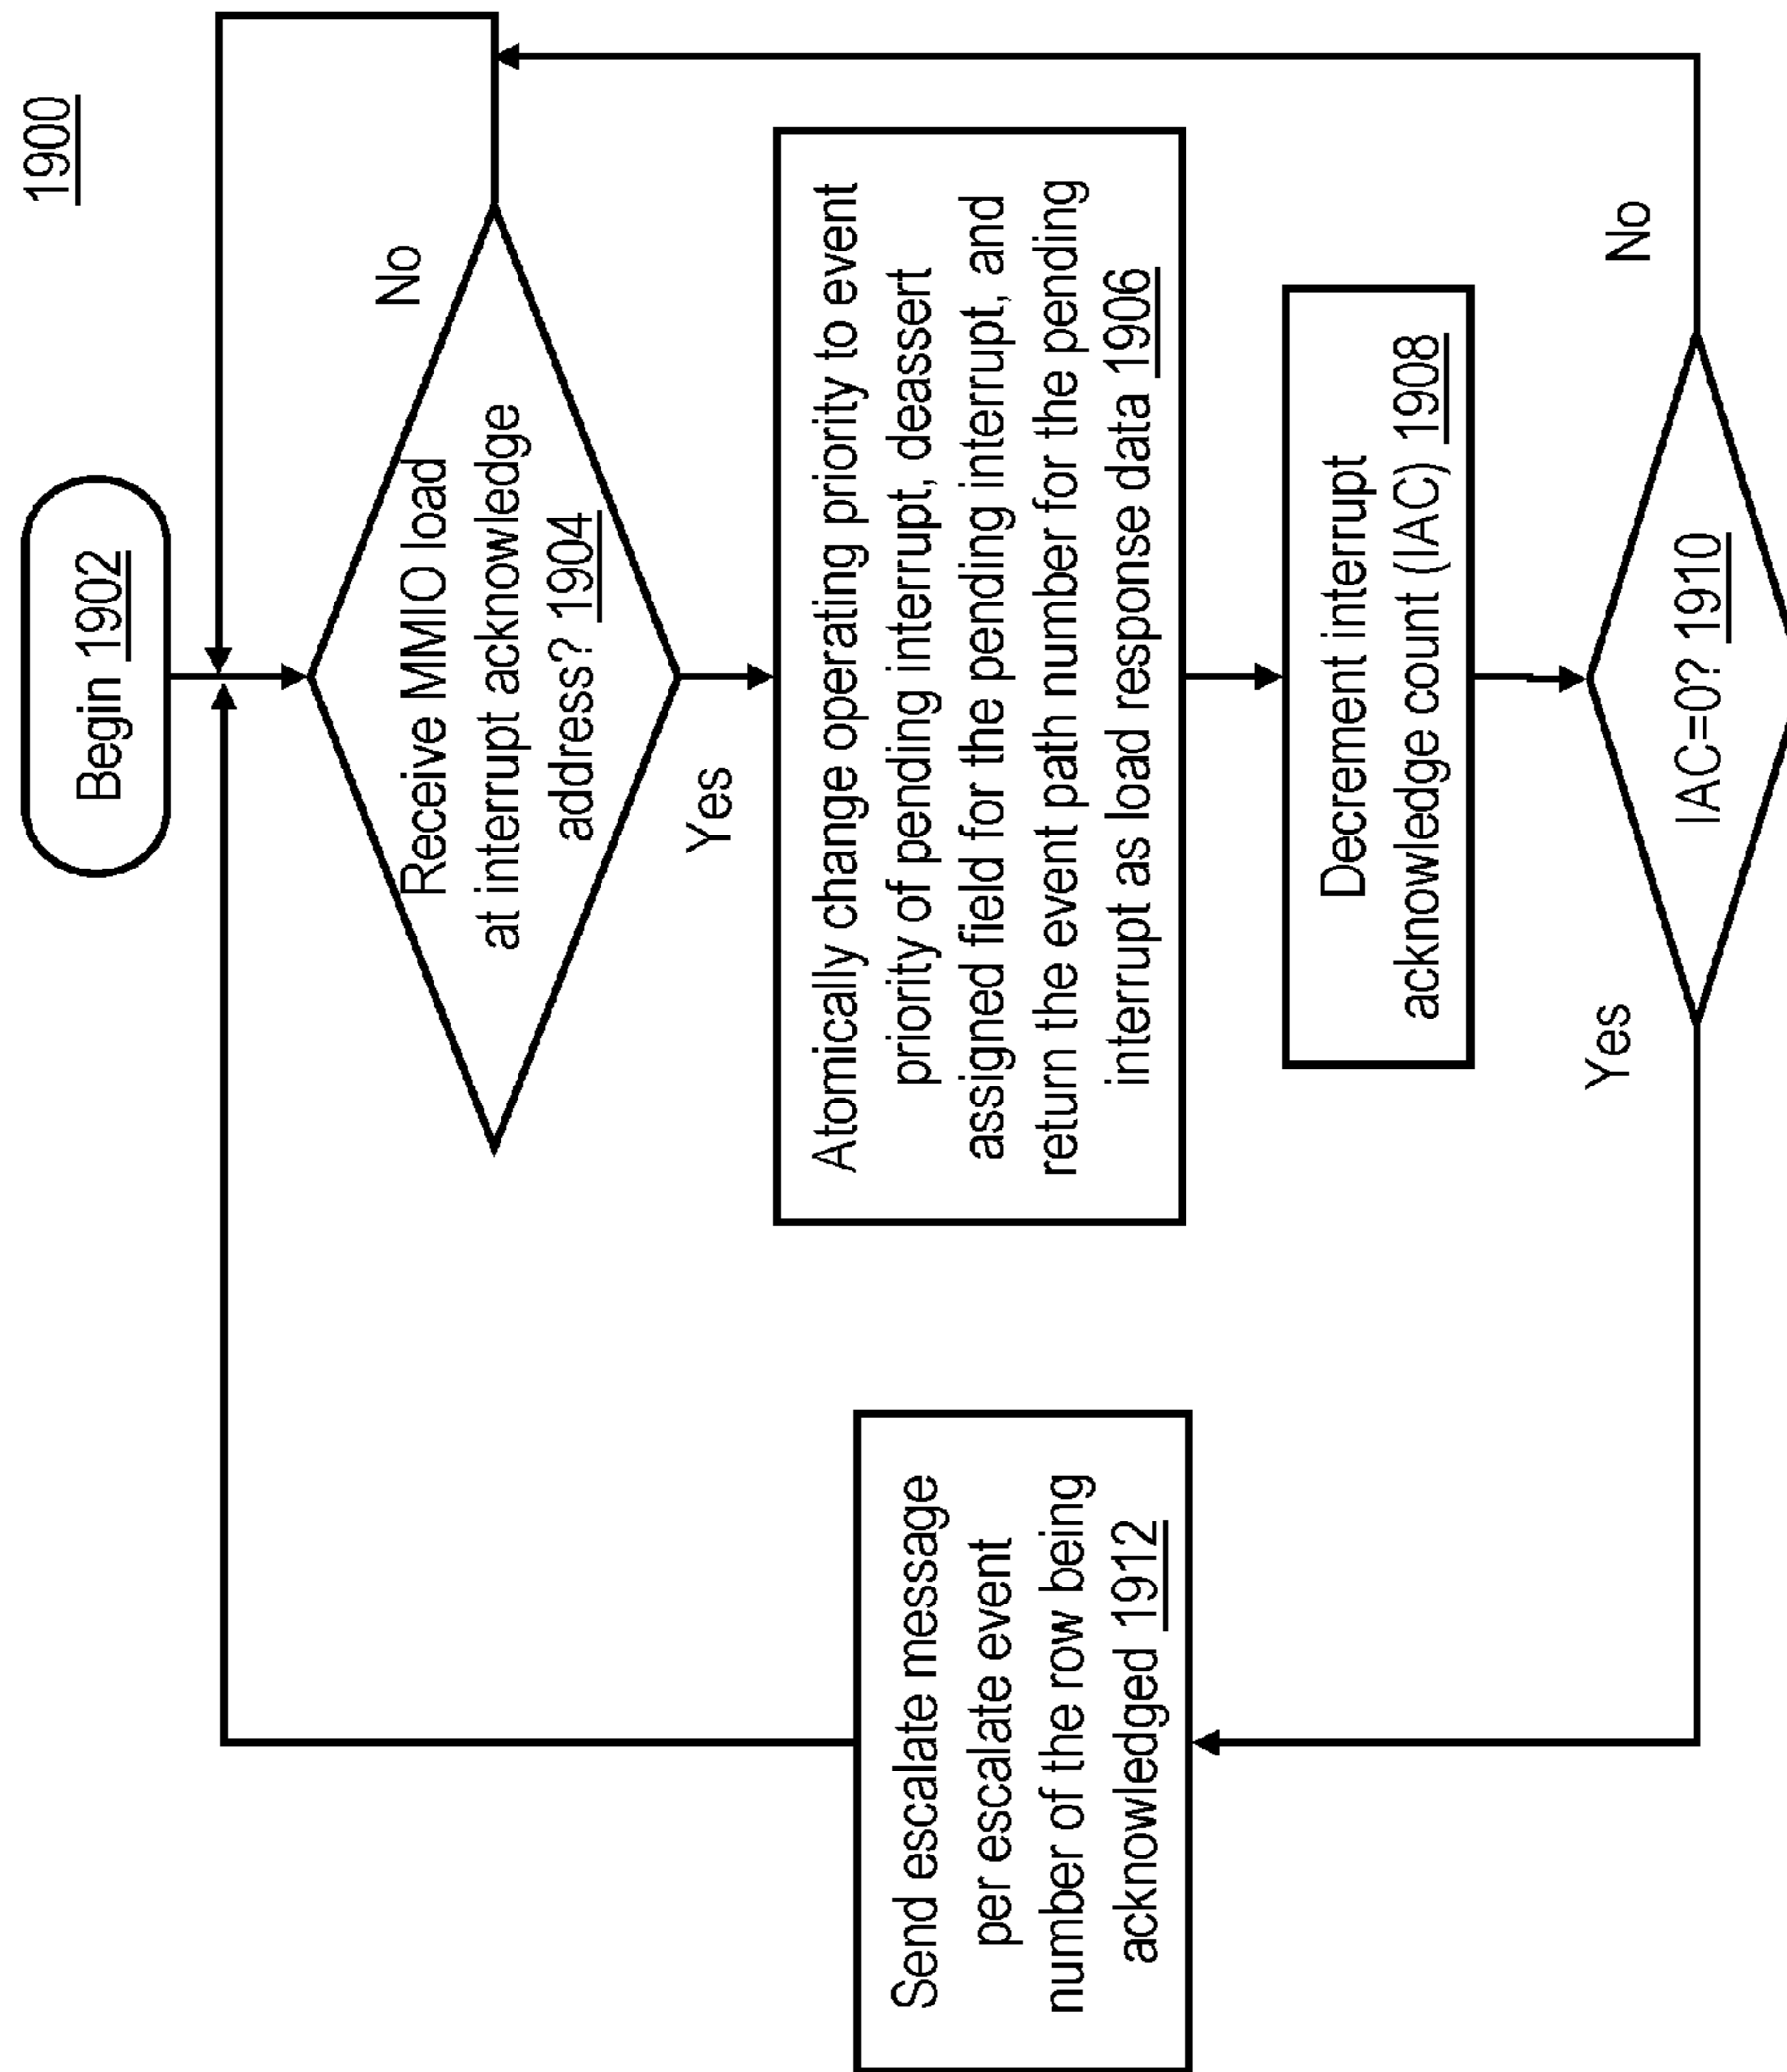 1900
Begin 1902
Receive MMIO load
at interrupt acknowledge
address? 1904
No
Yes
Atomically change operating priority to event
priority of pending interrupt, deassert
assigned field for the pending interrupt, and
return the event path number for the pending
interrupt as load response data 1906
Decrement interrupt
acknowledge count (IAC) 1908
IAC=0? 1910
No
Yes
Send escalate message
per escalate event
number of the row being
acknowledged 1912